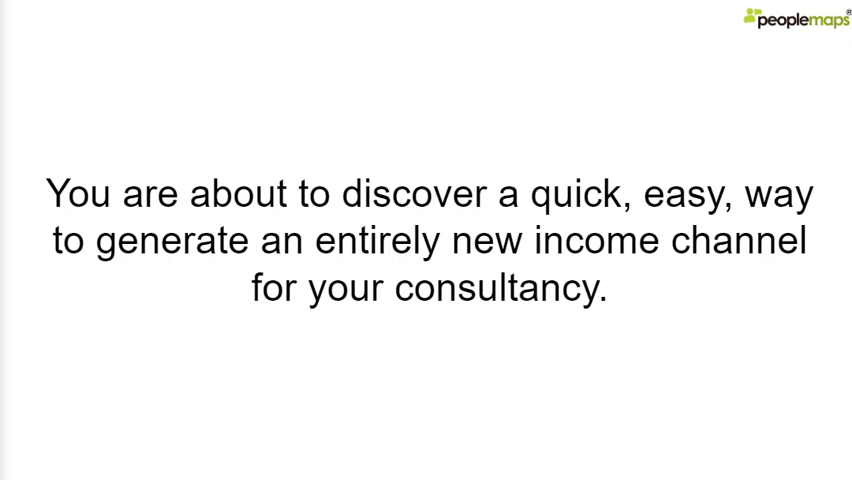 peoplemaps®
You are about to discover a quick, easy, way
to generate an entirely new income channel
for your consultancy.